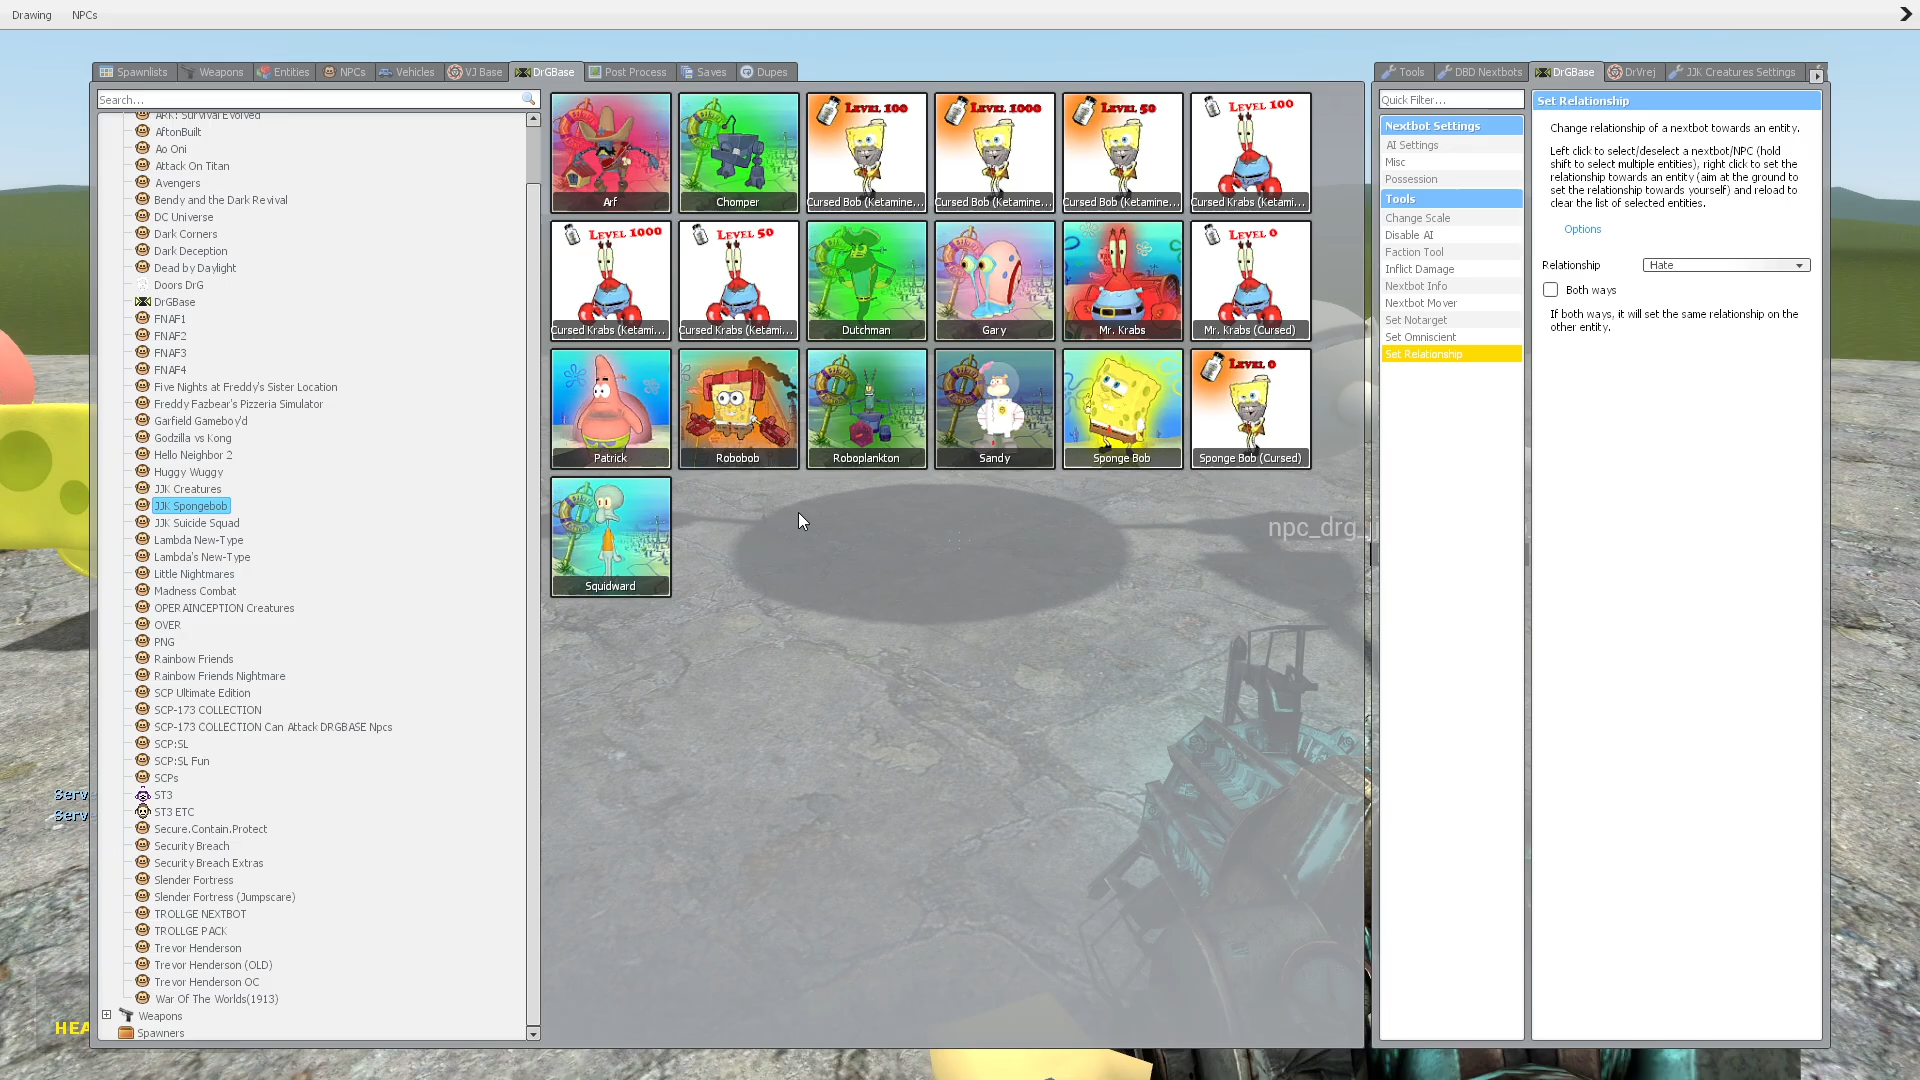 Drawing NPCs
Spawnlists Weapons Entities NPCs Vehicles VJ Base DrGBase Post Process Saves Dupes
Search...
ARK: Survival Evolved
AftonBuilt
Ao Oni
Attack On Titan
Avengers
Bendy and the Dark Revival
DC Universe
Dark Corners
Dark Deception
Dead by Daylight
Doors DrG
DrGBase
FNAF1
FNAF2
FNAF3
FNAF4
Five Nights at Freddy's Sister Location
Freddy Fazbear's Pizzeria Simulator
Garfield Gameboy'd
Godzilla vs Kong
Hello Neighbor 2
Huggy Wuggy
JJK Creatures
JJK Spongebob
JJK Suicide Squad
Lambda New-Type
Lambda's New-Type
Little Nightmares
Madness Combat
OPERAINCEPTION Creatures
OVER
PNG
Rainbow Friends
Rainbow Friends Nightmare
SCP Ultimate Edition
SCP-173 COLLECTION
SCP-173 COLLECTION Can Attack DRGBASE Npcs
SCP:SL
SCP:SL Fun
SCPs
ST3
ST3 ETC
Secure.Contain.Protect
Security Breach
Security Breach Extras
Slender Fortress
Slender Fortress (Jumpscare)
TROLLGE NEXTBOT
TROLLGE PACK
Trevor Henderson
Trevor Henderson (OLD)
Trevor Henderson OC
War Of The Worlds(1913)
Weapons
Spawners
Serv
Serv
HEA
LEVEL 100 LEVEL 1000 LEVEL 50 LEVEL 100
Arf Chomper Cursed Bob (Ketamine... Cursed Bob (Ketamine... Cursed Bob (Ketamine... Cursed Krabs (Ketami...
LEVEL 1000 LEVEL 50 LEVEL 0
Cursed Krabs (Ketami... Cursed Krabs (Ketami... Dutchman Gary Mr. Krabs Mr. Krabs (Cursed)
LEVEL 0
Patrick Robobob Roboplankton Sandy Sponge Bob Sponge Bob (Cursed)
Squidward
npc_drg_j
Tools DBD Nextbots DrGBase DrVrej JJK Creatures Settings
Quick Filter...
Nextbot Settings
AI Settings
Misc
Possession
Tools
Change Scale
Disable AI
Faction Tool
Inflict Damage
Nextbot Info
Nextbot Mover
Set Notarget
Set Omniscient
Set Relationship
Set Relationship
Change relationship of a nextbot towards an entity.
Left click to select/deselect a nextbot/NPC (hold
shift to select multiple entities), right click to set the
relationship towards an entity (aim at the ground to
set the relationship towards yourself) and reload to
clear the list of selected entities.
Options
Relationship Hate
Both ways
If both ways, it will set the same relationship on the
other entity.